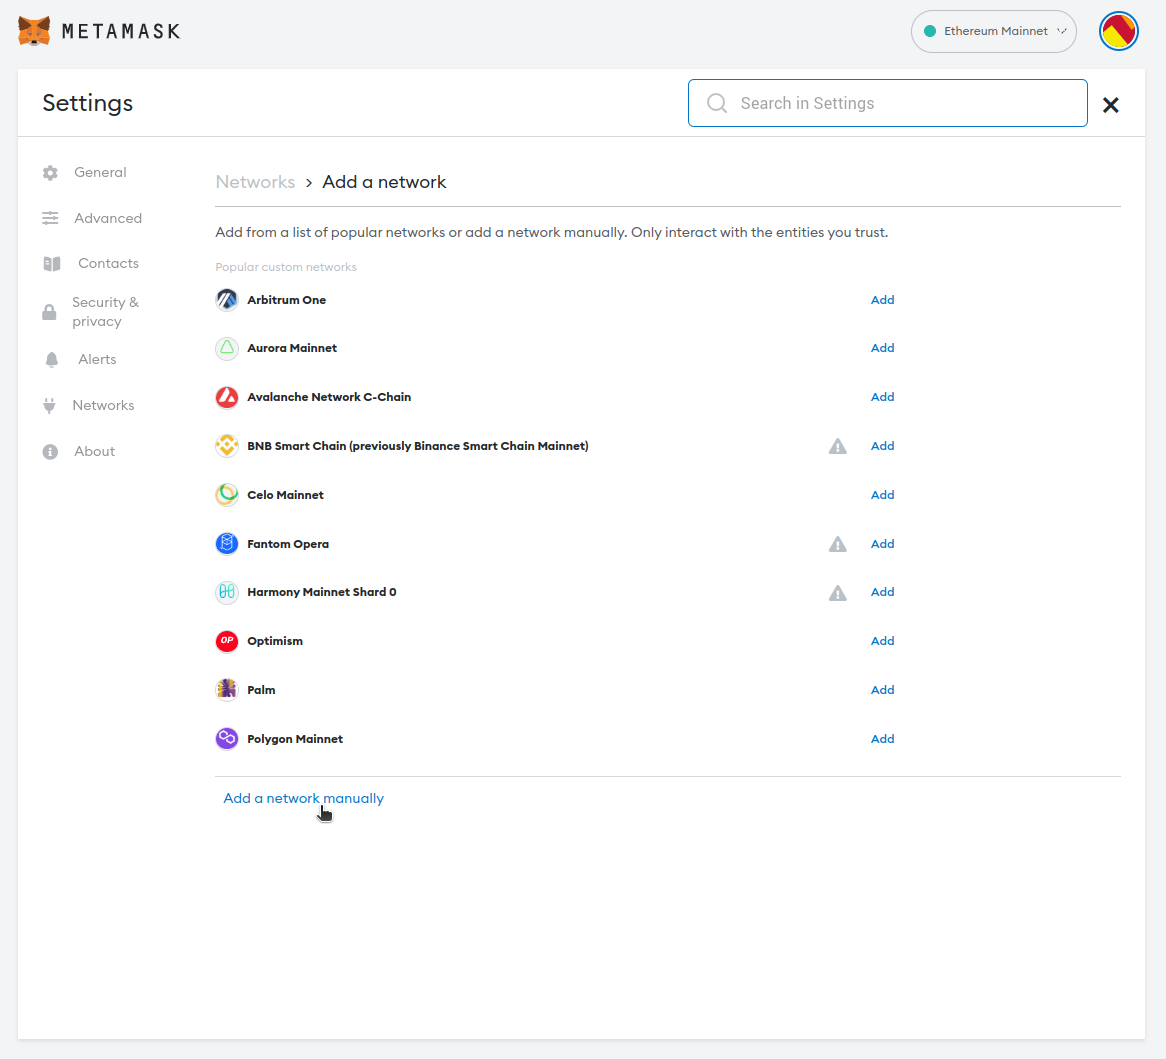 METAMASK
Ethereum Mainnet
Settings
Search in Settings
General
Advanced
Contacts
Security &
privacy
Alerts
Networks
About
Networks > Add a network
Add from a list of popular networks or add a network manually. Only interact with the entities you trust.
Popular custom networks
Arbitrum One Add
Aurora Mainnet Add
Avalanche Network C-Chain Add
BNB Smart Chain (previously Binance Smart Chain Mainnet) Add
Celo Mainnet Add
Fantom Opera Add
Harmony Mainnet Shard 0 Add
OP Optimism Add
Palm Add
Polygon Mainnet Add
Add a network manually